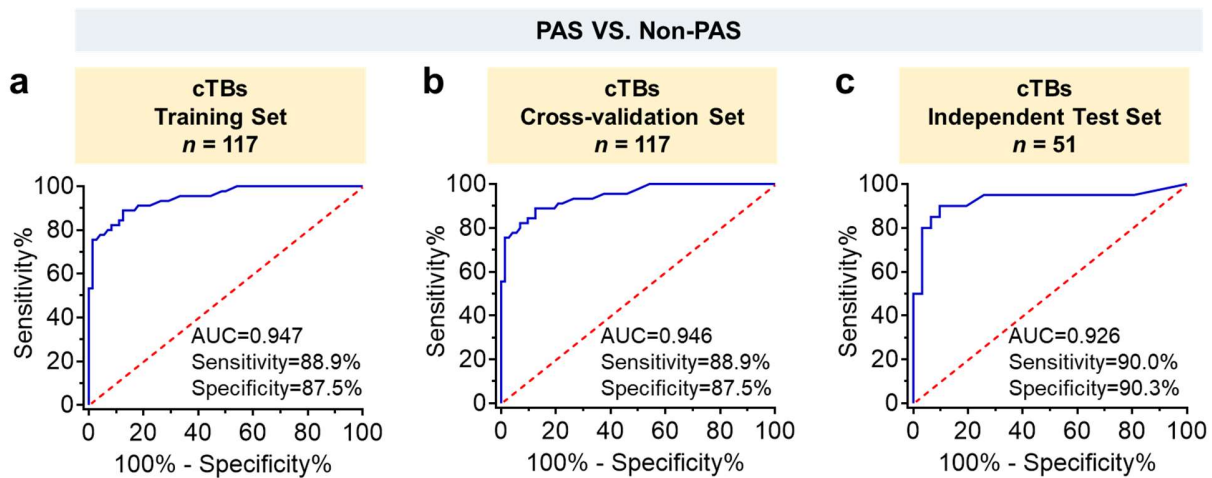 PAS VS. Non-PAS
a
cTBs
Training Set
n = 117
Sensitivity%
100
80
60
40
20
0
AUC=0.947
Sensitivity=88.9%
Specificity=87.5%
0 20 40 60 80 100
100% - Specificity%
b
cTBs
Cross-validation Set
n = 117
Sensitivity%
100
80
60
40
20
0
AUC=0.946
Sensitivity=88.9%
Specificity=87.5%
0 20 40 60 80 100
100% - Specificity%
c
cTBs
Independent Test Set
n = 51
Sensitivity%
100
80
60
40
20
0
AUC=0.926
Sensitivity=90.0%
Specificity=90.3%
0 20 40 60 80 100
100% - Specificity%